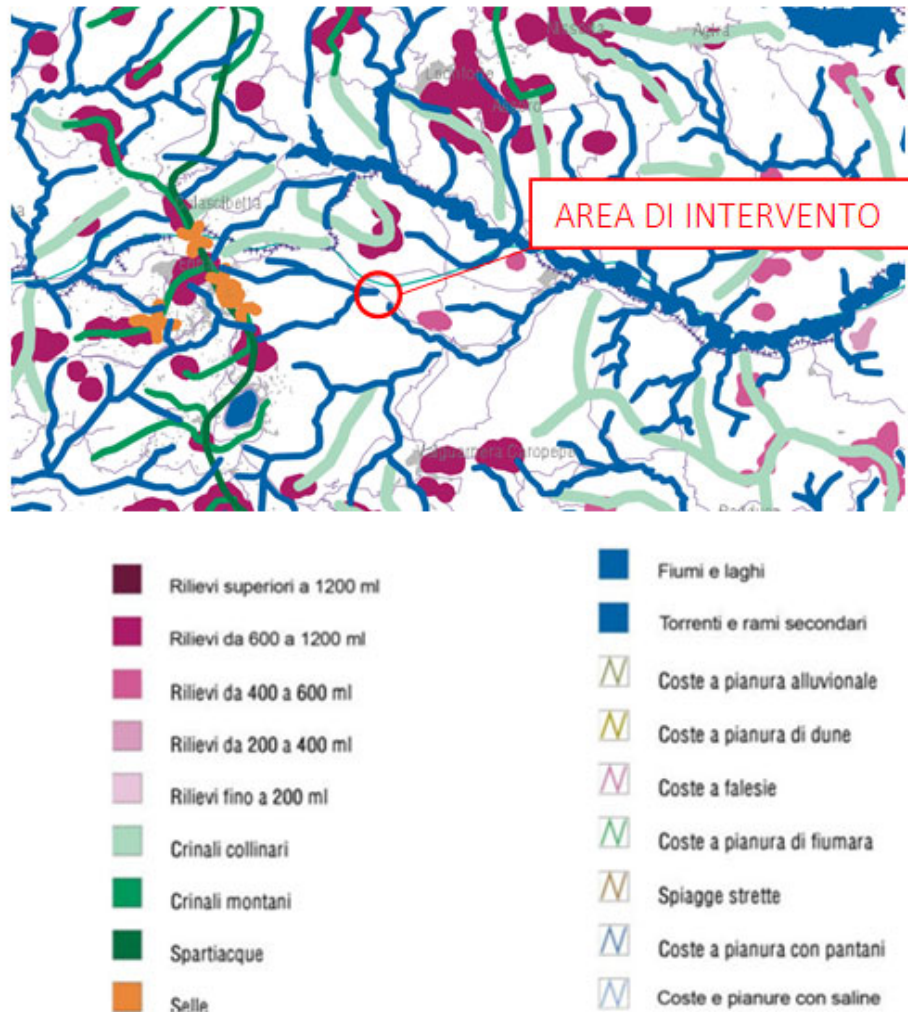 Agira
Leonforte
Assoro
AREA DI INTERVENTO
Rilievi superiori a 1200 ml
Rilievi da 600 a 1200 ml
Rilievi da 400 a 600 ml
Rilievi da 200 a 400 ml
Rilievi fino a 200 ml
Crinali collinari
Crinali montani
Spartiacque
Selle
Fiumi e laghi
Torrenti e rami secondari
Coste a pianura alluvionale
Coste a pianura di dune
Coste a falesie
Coste a pianura di fiumara
Spiagge strette
Coste a pianura con pantani
Coste e pianure con saline